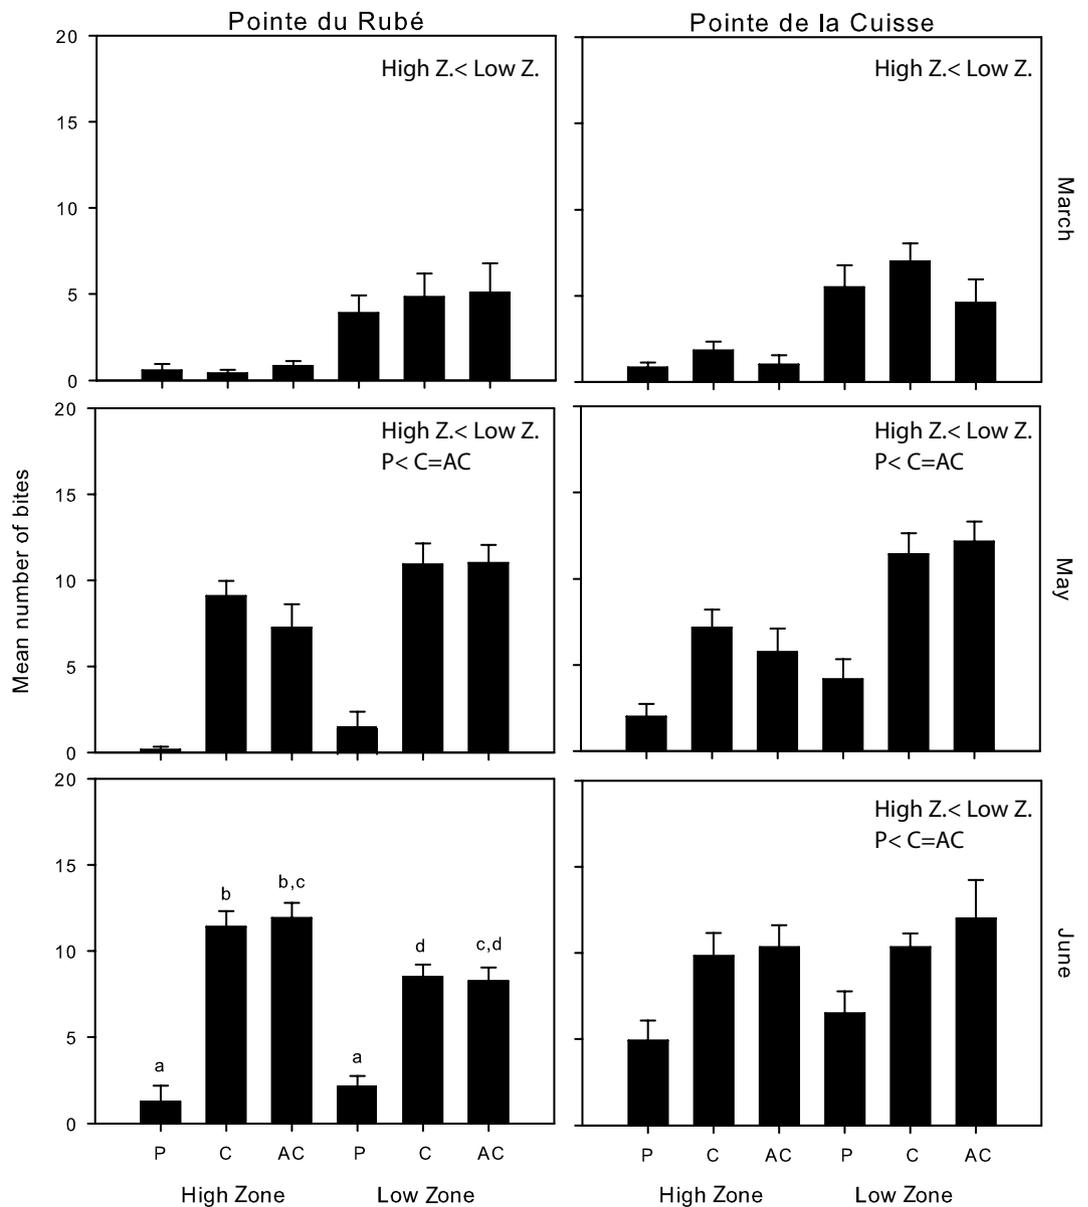 Pointe du Rubé
Pointe de la Cuisse
20
15
10
5
0
High Z.< Low Z.
High Z.< Low Z.
March
Mean number of bites
20
15
10
5
0
High Z.< Low Z.
P< C=AC
High Z.< Low Z.
P< C=AC
May
20
15
10
5
0
a
b
b,c
a
d
c,d
High Z.< Low Z.
P< C=AC
June
P C AC P C AC
P C AC P C AC
High Zone Low Zone
High Zone Low Zone